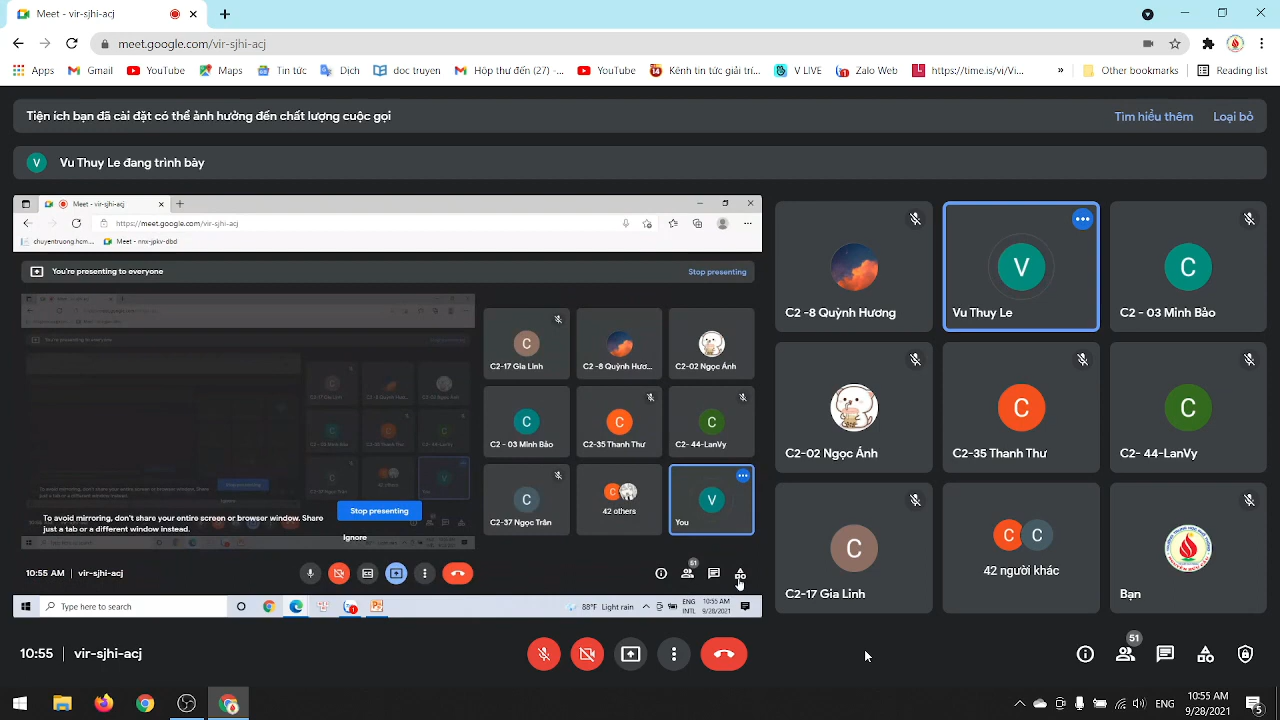 Meet - vir-sjhi-acj
meet.google.com/vir-sjhi-acj
Apps
Gmail
YouTube
Maps
Tin tức
Dịch
doc truyen
Hộp thư đến (27) -...
YouTube
Kênh tin tức giải trí...
V LIVE
Zalo Web
https://time.is/vi/Vi...
»
Other bookmarks
Reading list
Tiện ích bạn đã cài đặt có thể ảnh hưởng đến chất lượng cuộc gọi
Tìm hiểu thêm
Loại bỏ
V
Vu Thuy Le đang trình bày
Meet - vir-sjhi-acj
https://meet.google.com/vir-sjhi-acj
chuyentruong.hcm...
Meet - nnx-jpkv-dbd
You're presenting to everyone
Stop presenting
C
C2-17 Gia Linh
C2 -8 Quỳnh Hươ...
C2-02 Ngọc Ánh
C
C2 - 03 Minh Bảo
C
C2-35 Thanh Thư
C
C2- 44-LanVy
C
C2-37 Ngọc Trân
C
42 others
V
You
To avoid mirroring, don't share your entire screen or browser window. Share
just a tab or a different window instead.
Stop presenting
Ignore
10:55 AM | vir-sjhi-acj
61
Type here to search
88°F Light rain
ENG
INTL
10:55 AM
9/28/2021
C2 -8 Quỳnh Hương
V
Vu Thuy Le
C
C2 - 03 Minh Bảo
C2-02 Ngọc Ánh
C
C2-35 Thanh Thư
C
C2- 44-LanVy
C
C2-17 Gia Linh
C C
42 người khác
Bạn
10:55 | vir-sjhi-acj
51
ENG
10:55 AM
9/28/2021
5